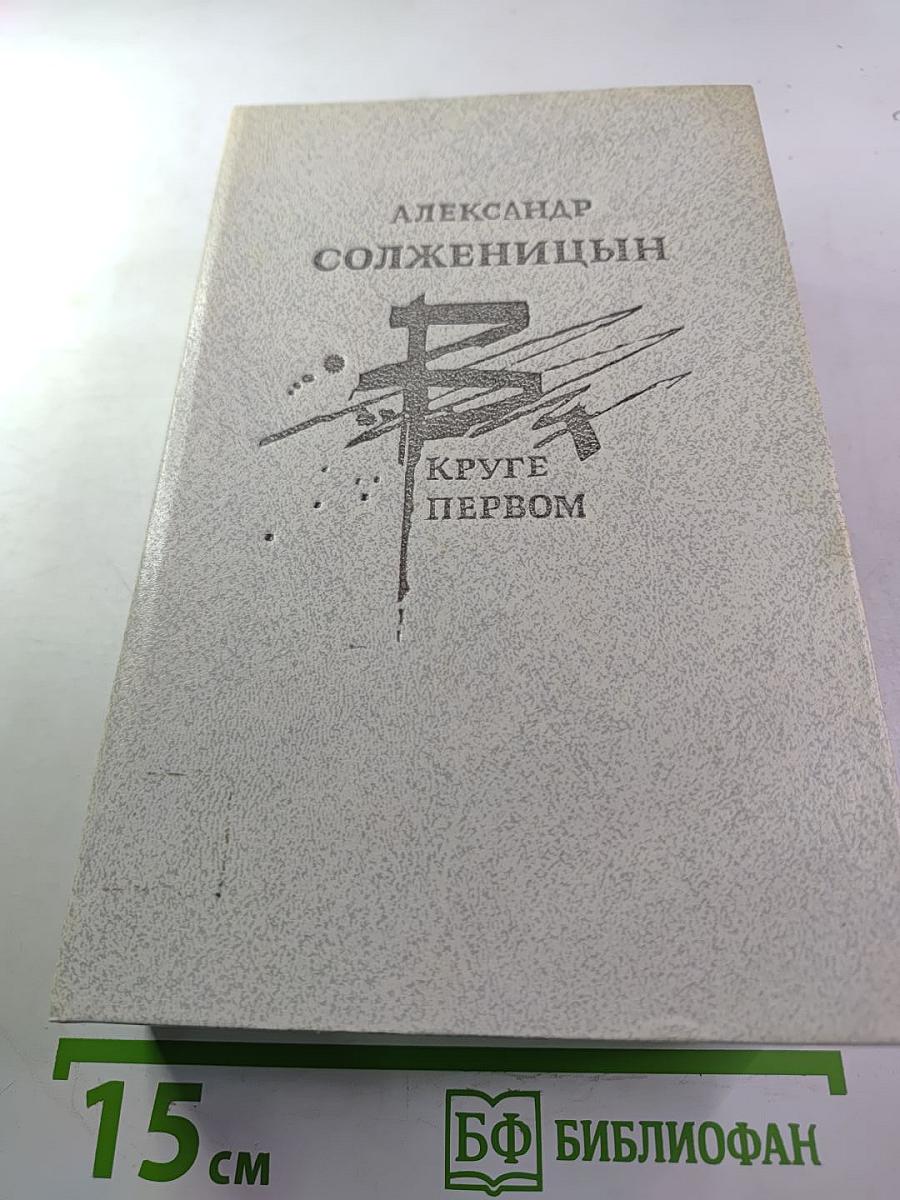 АЛЕКСАНДР
СОЛЖЕНИЦЫН
В
КРУГЕ
ПЕРВОМ
15 см
БФ БИБЛИОФАН